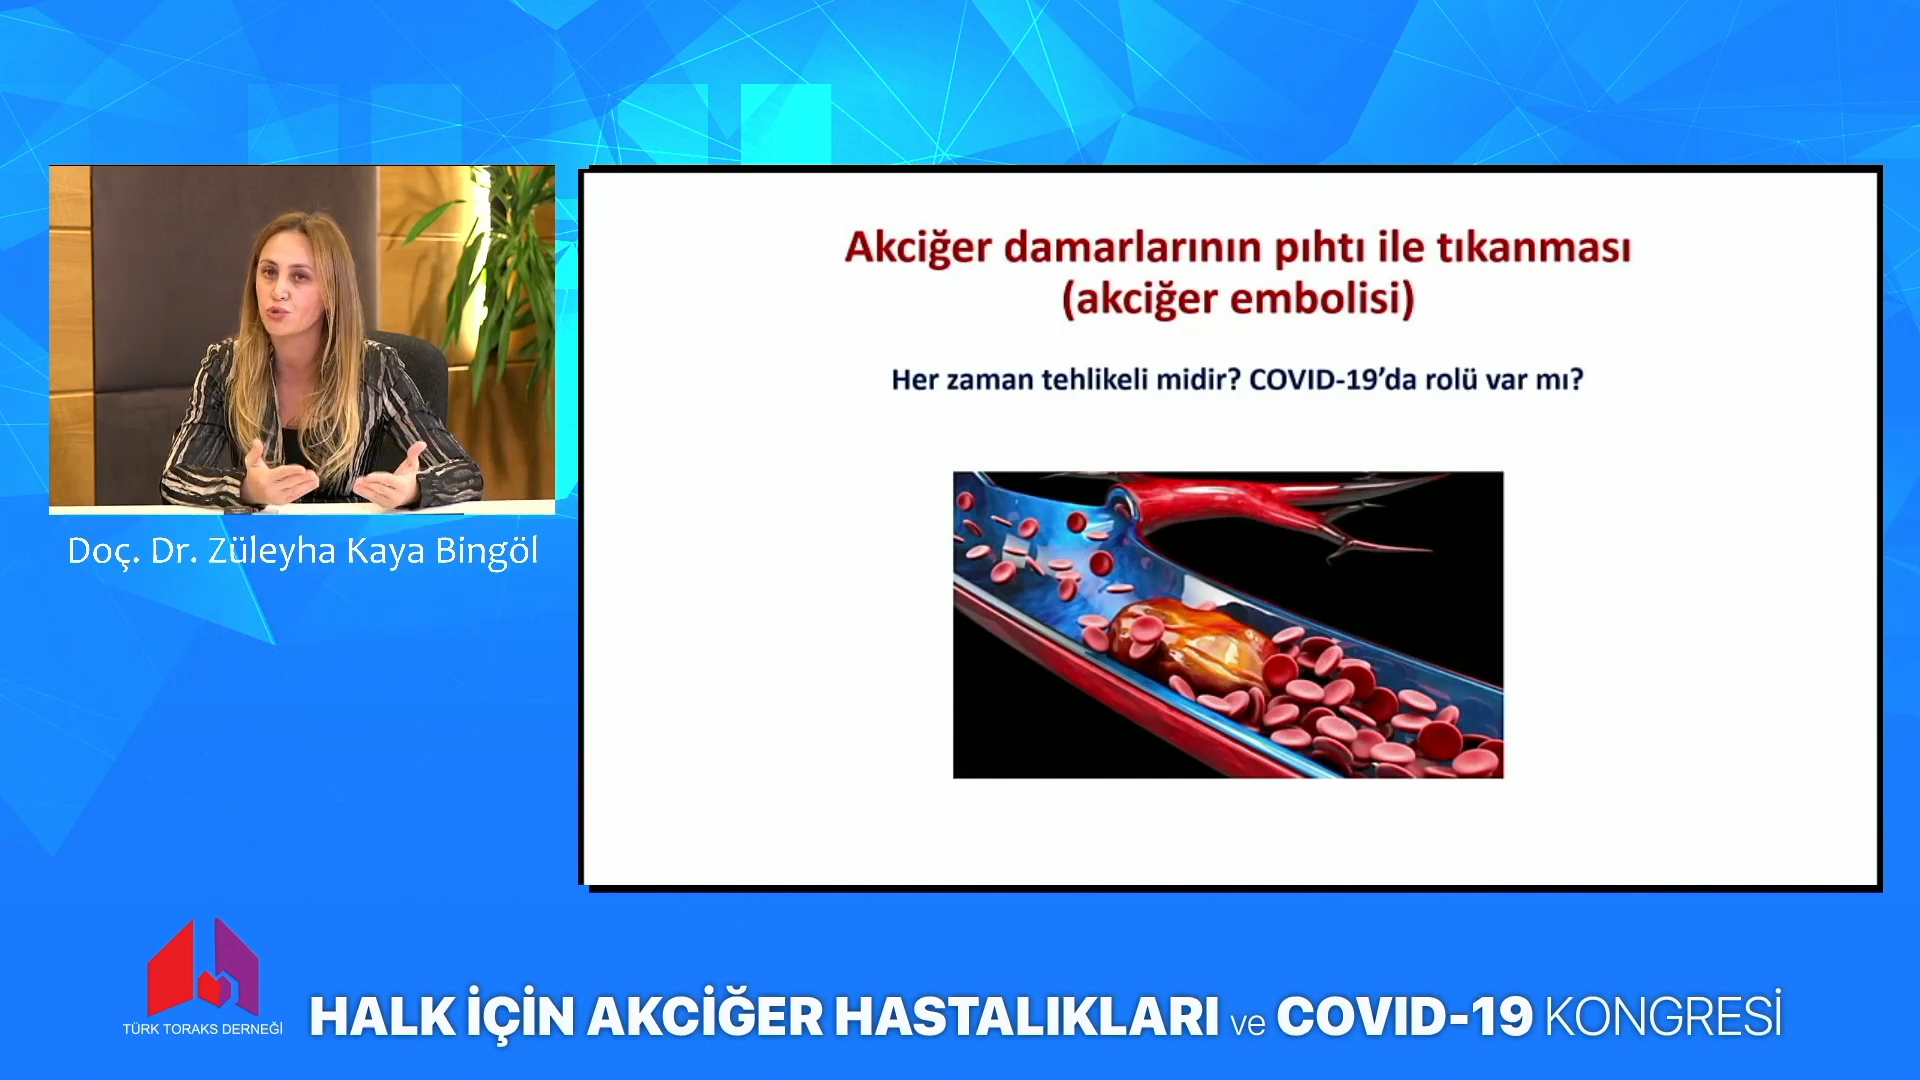 Akciğer damarlarının pıhtı ile tıkanması
(akciğer embolisi)
Her zaman tehlikeli midir? COVID-19’da rolü var mı?
Doç. Dr. Züleyha Kaya Bingöl
TÜRK TORAKS DERNEĞİ
HALK İÇİN AKCİĞER HASTALIKLARI ve COVID-19 KONGRESİ